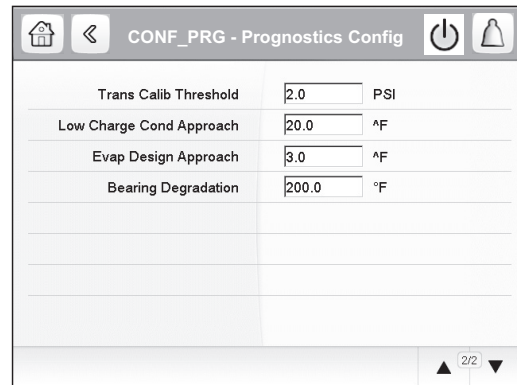 CONF_PRG - Prognostics Config
Trans Calib Threshold 2.0 PSI
Low Charge Cond Approach 20.0 ^F
Evap Design Approach 3.0 ^F
Bearing Degradation 200.0 °F
2/2